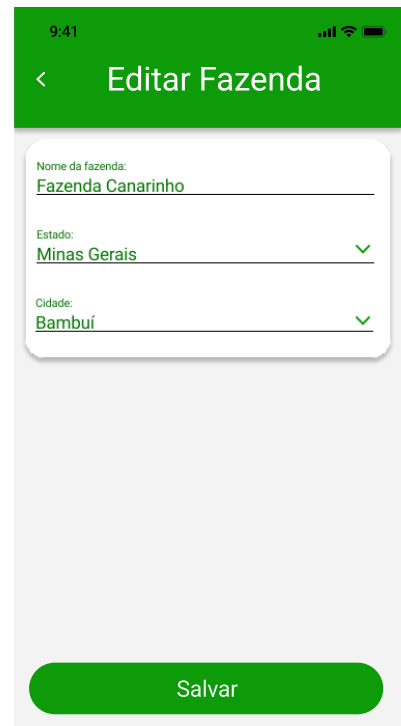 9:41
Editar Fazenda
Nome da fazenda:
Fazenda Canarinho
Estado:
Minas Gerais
Cidade:
Bambuí
Salvar